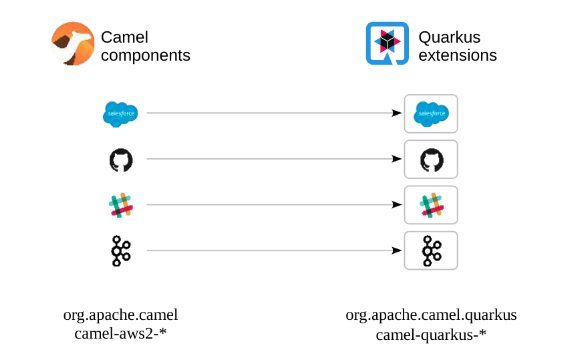 Camel
components
Quarkus
extensions
salesforce
salesforce
org.apache.camel
camel-aws2-*
org.apache.camel.quarkus
camel-quarkus-*